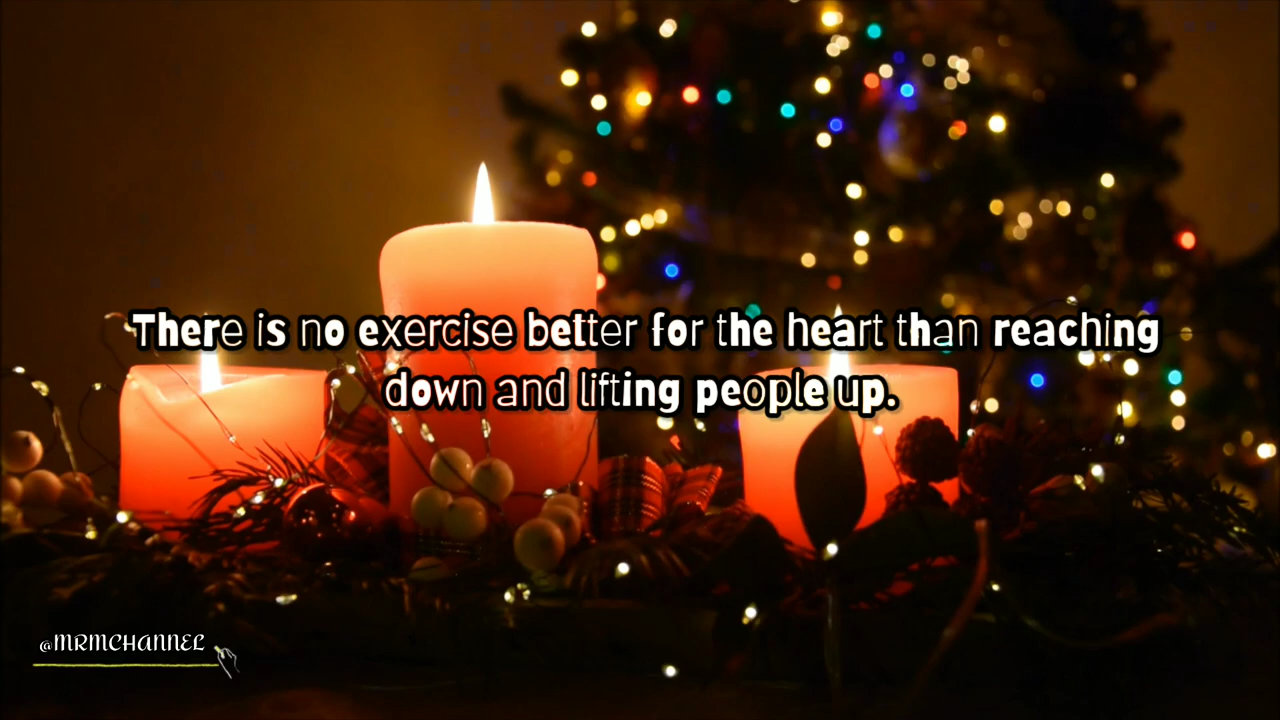 There is no exercise better for the heart than reaching
down and lifting people up.
@MRMCHANNEL